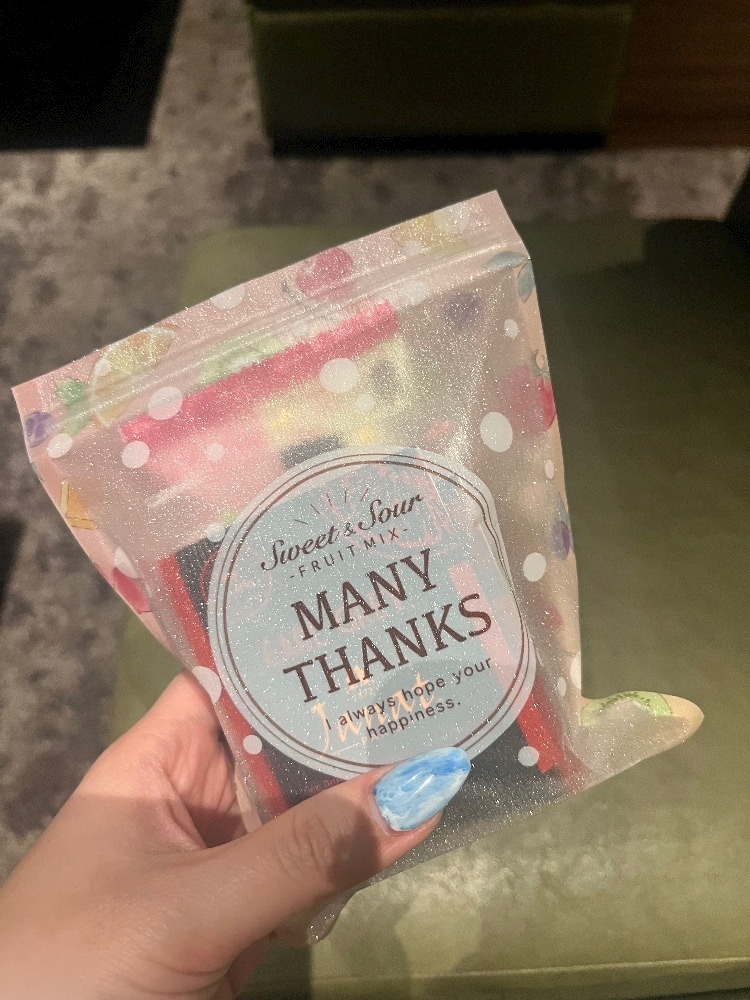 Sweet & Sour
-FRUIT MIX-
MANY
THANKS
I always hope your
happiness.